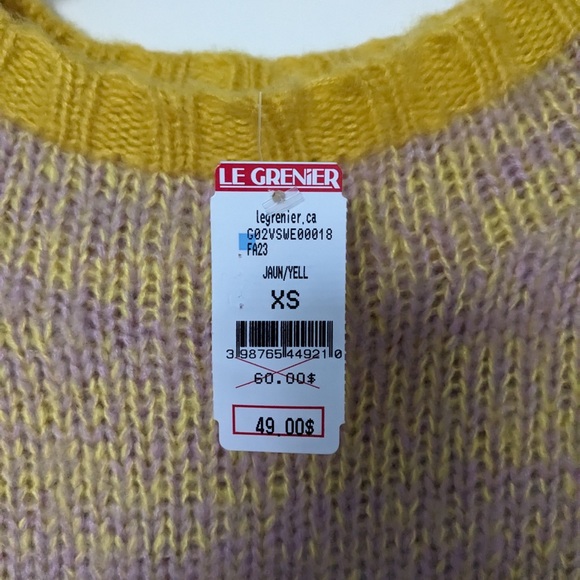 LE GRENIER
legrenier.ca
G02VSWE00018
FA23
JAUN/YELL
XS
3 98765 44921 0
60.00$
49.00$